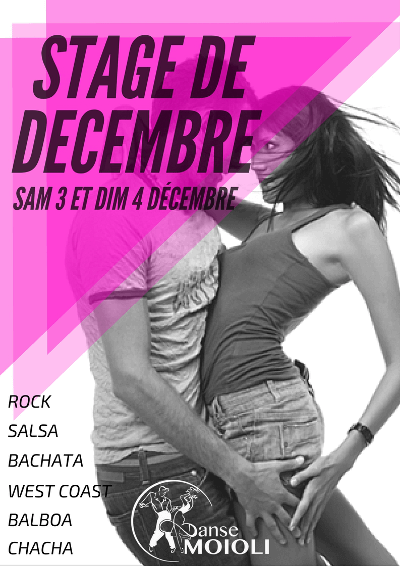 STAGE DE
DECEMBRE
SAM 3 ET DIM 4 DÉCEMBRE
ROCK
SALSA
BACHATA
WEST COAST
BALBOA
CHACHA
Danse
MOIOLI